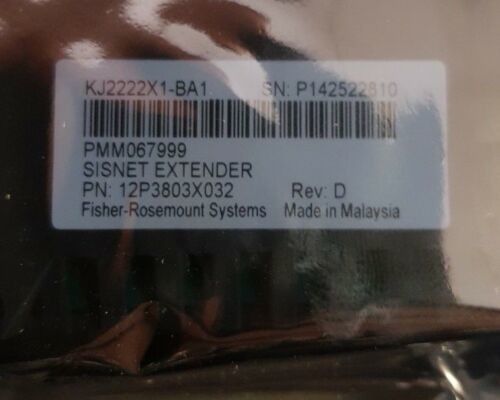 KJ2222X1-BA1 SN: P142522810
PMM067999
SISNET EXTENDER
PN: 12P3803X032 Rev: D
Fisher-Rosemount Systems Made in Malaysia